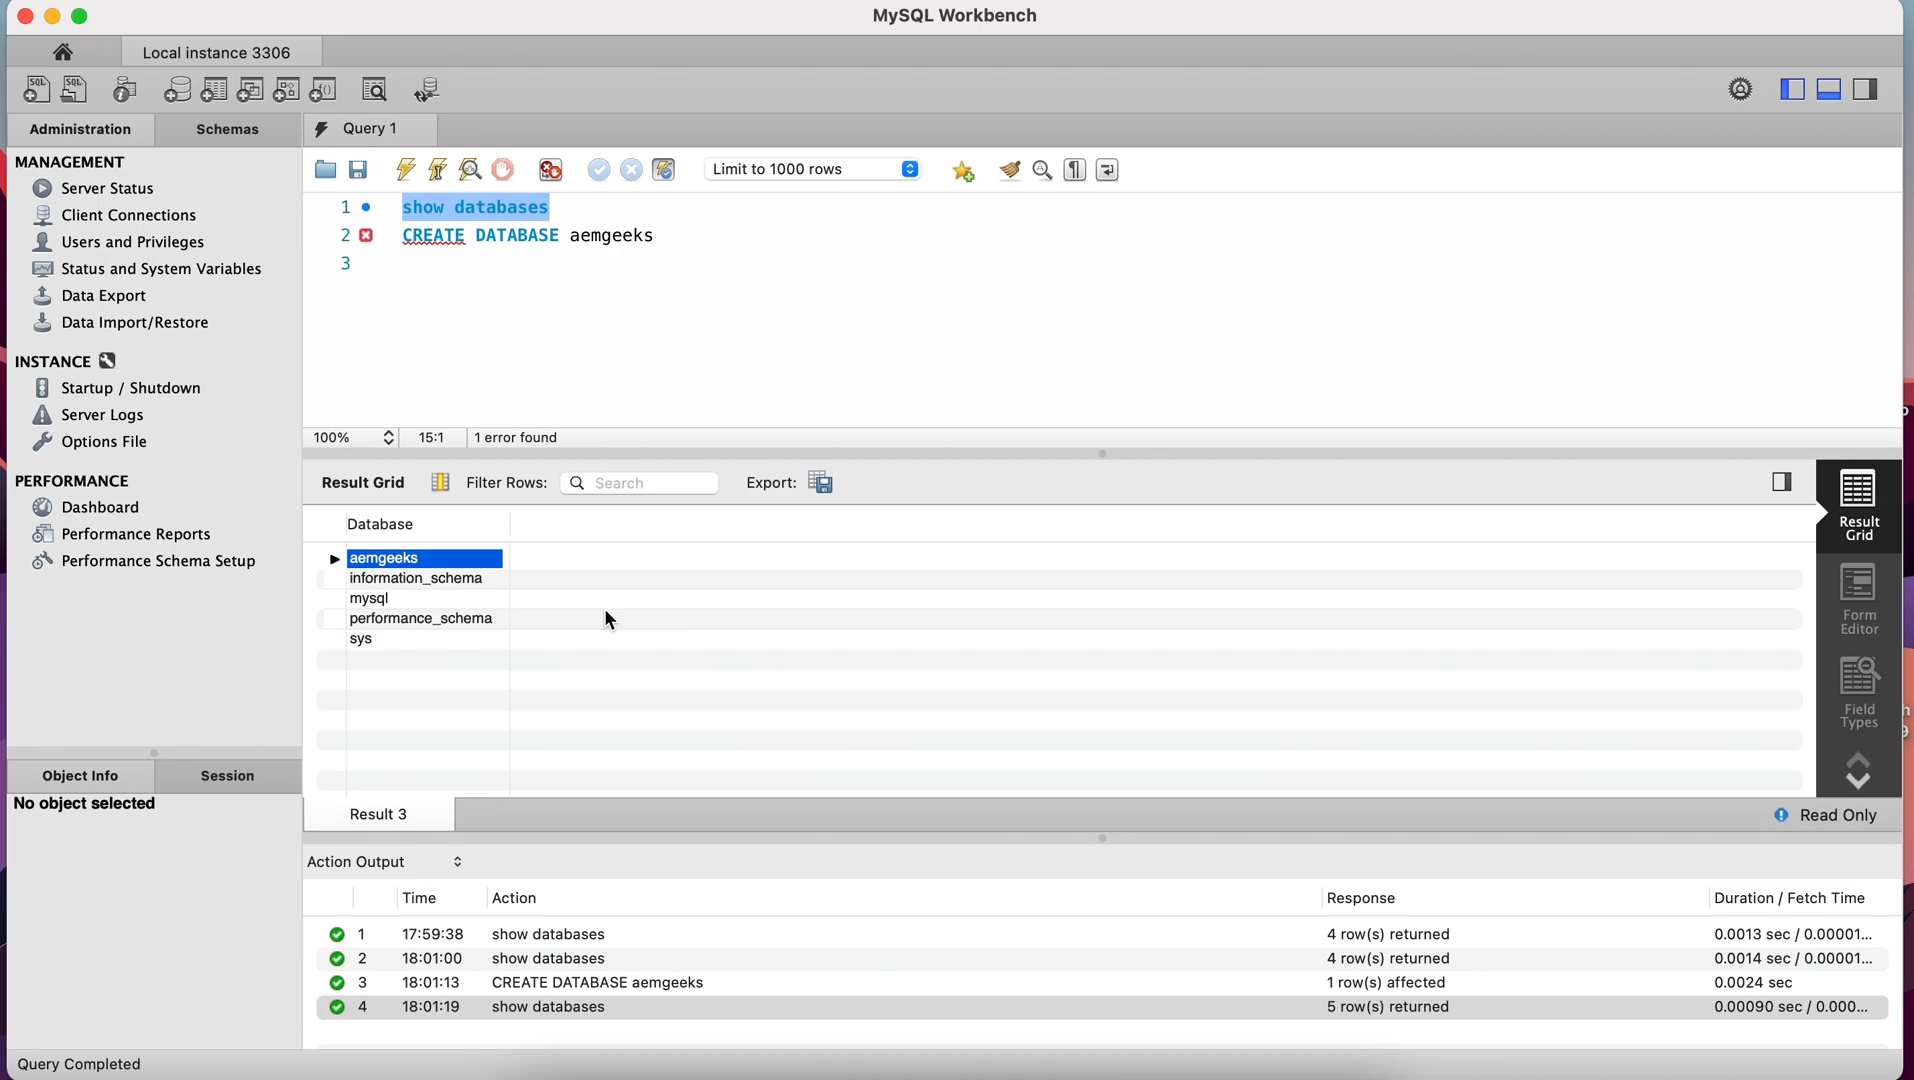 MySQL Workbench
Local instance 3306
SQL
SQL
Administration
Schemas
Query 1
MANAGEMENT
Server Status
Client Connections
Users and Privileges
Status and System Variables
Data Export
Data Import/Restore
INSTANCE
Startup / Shutdown
Server Logs
Options File
PERFORMANCE
Dashboard
Performance Reports
Performance Schema Setup
Object Info
Session
No object selected
Limit to 1000 rows
1 show databases
2 CREATE DATABASE aemgeeks
3
100% 15:1 1 error found
Result Grid Filter Rows: Search Export:
Database
aemgeeks
information_schema
mysql
performance_schema
sys
Result
Grid
Form
Editor
Field
Types
Result 3
Read Only
Action Output
Time Action Response Duration / Fetch Time
1 17:59:38 show databases 4 row(s) returned 0.0013 sec / 0.00001...
2 18:01:00 show databases 4 row(s) returned 0.0014 sec / 0.00001...
3 18:01:13 CREATE DATABASE aemgeeks 1 row(s) affected 0.0024 sec
4 18:01:19 show databases 5 row(s) returned 0.00090 sec / 0.000...
Query Completed